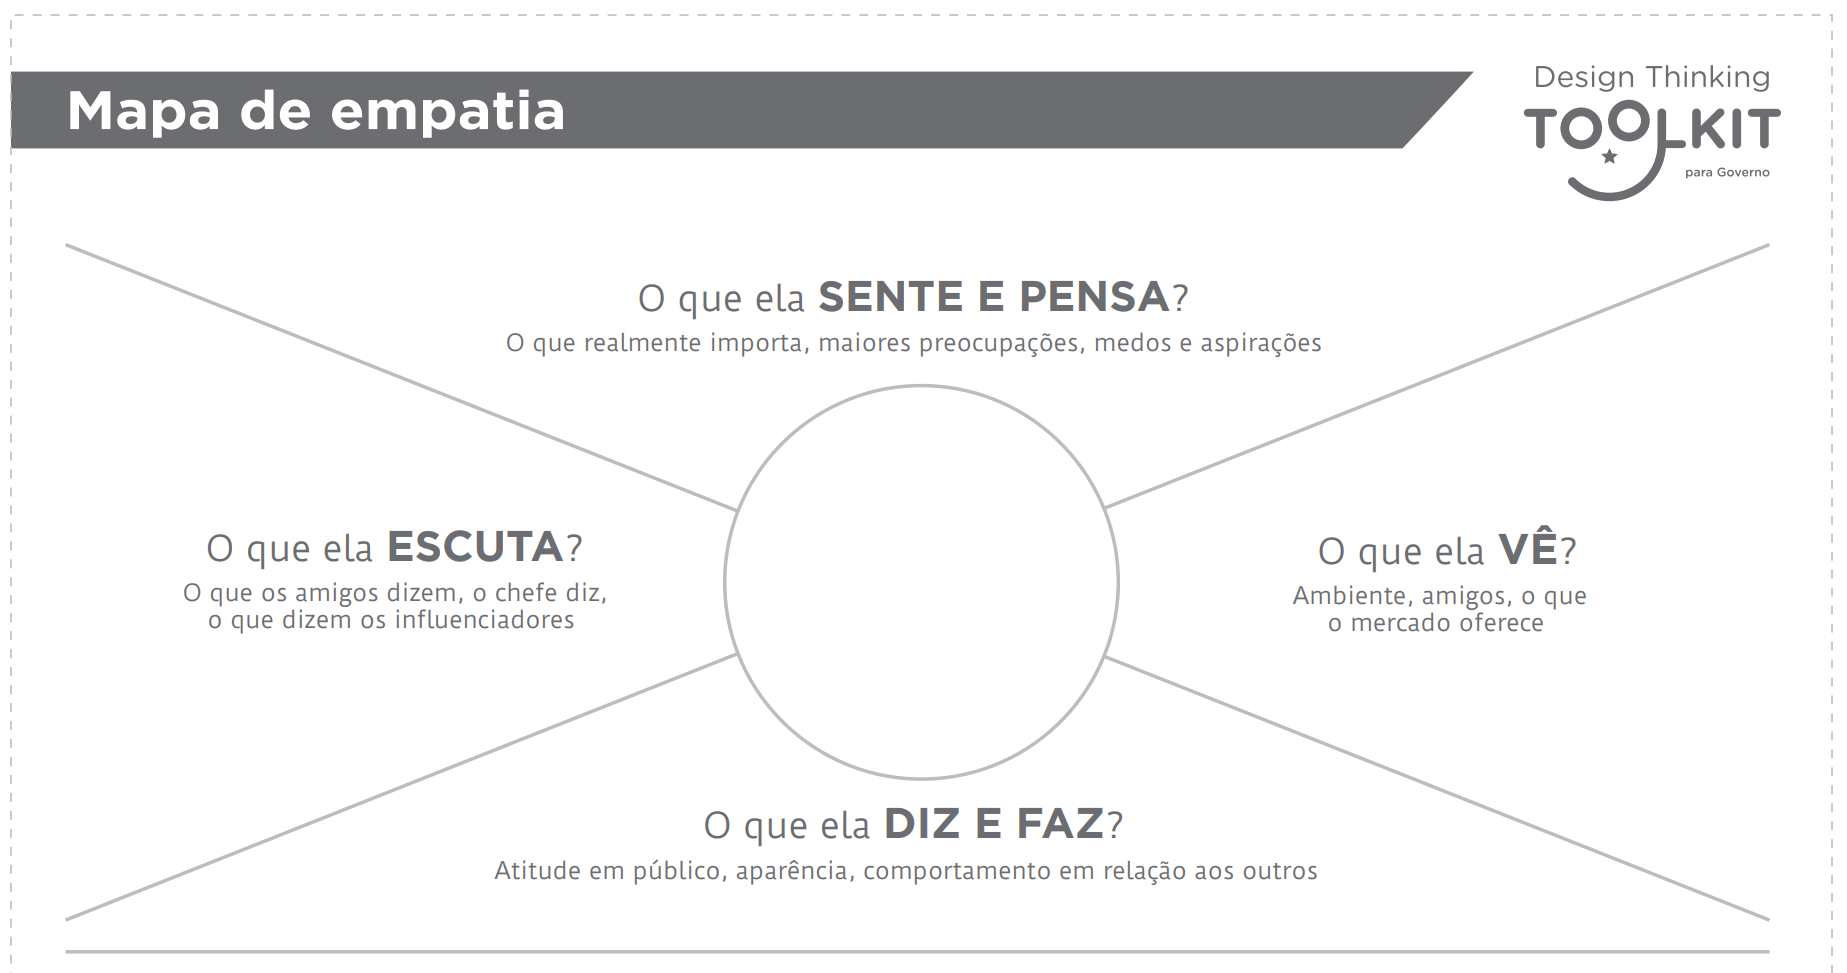 Mapa de empatia
Design Thinking
TOOLKIT
para Governo
O que ela SENTE E PENSA?
O que realmente importa, maiores preocupações, medos e aspirações
O que ela ESCUTA?
O que os amigos dizem, o chefe diz,
o que dizem os influenciadores
O que ela VÊ?
Ambiente, amigos, o que
o mercado oferece
O que ela DIZ E FAZ?
Atitude em público, aparência, comportamento em relação aos outros